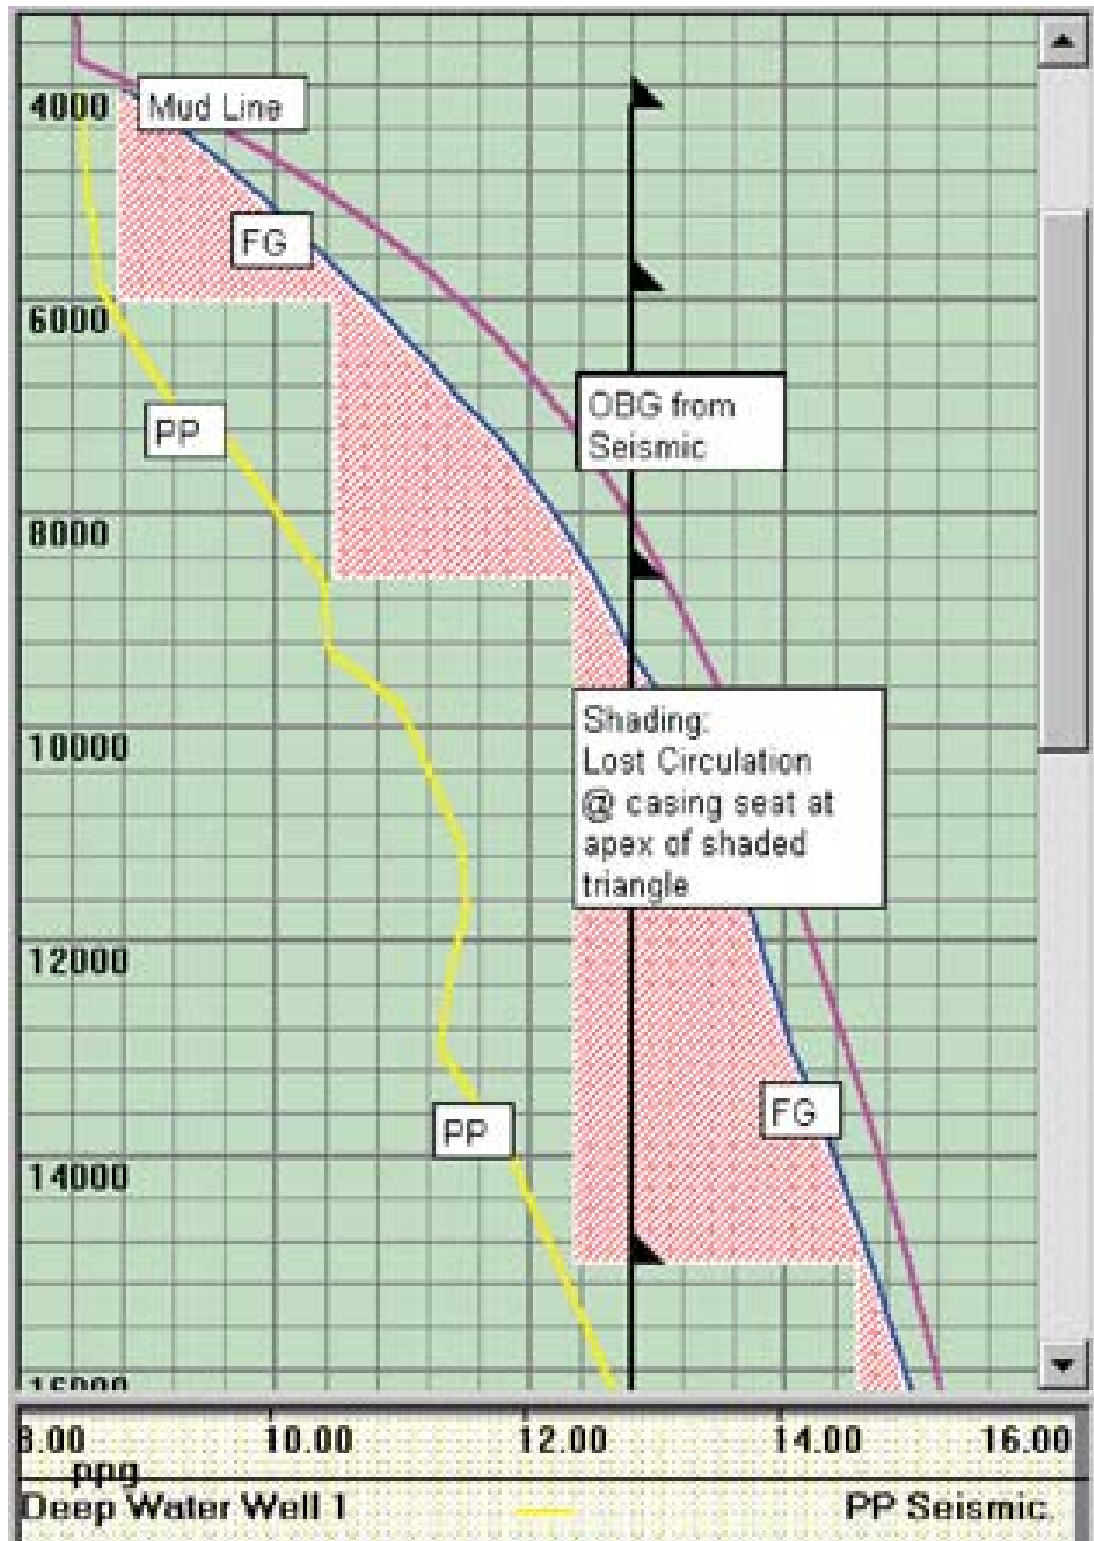 4000
Mud Line
FG
6000
OBG from
Seismic
PP
8000
Shading:
Lost Circulation
@ casing seat at
apex of shaded
triangle
10000
12000
FG
PP
14000
8.00 10.00 12.00 14.00 16.00
ppg
Deep Water Well 1 PP Seismic.